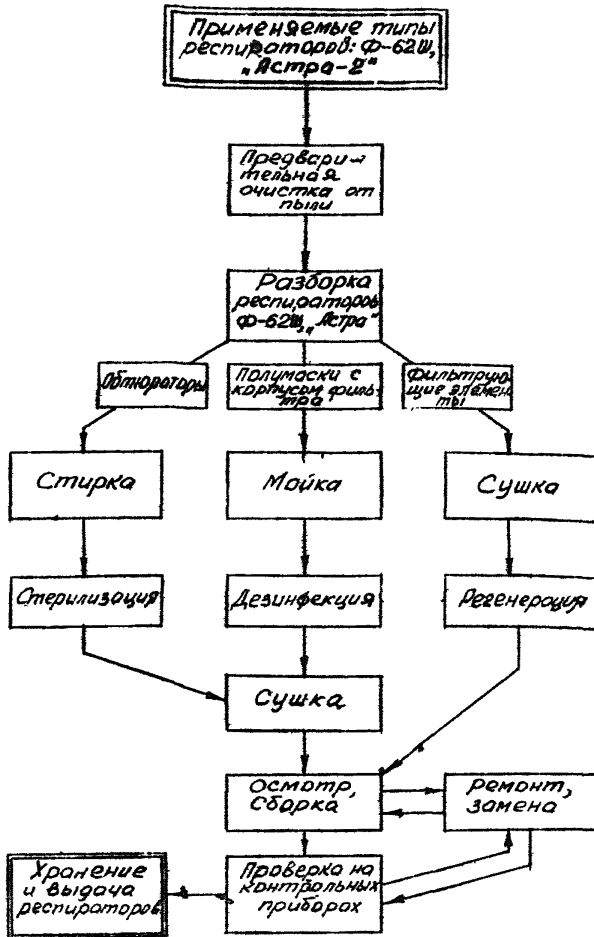 Применяемые типы
респираторов: Ф-62Ш,
„Астра-2"
Предвари-
тельная
очистка от
пыли
Разборка
респираторов
Ф-62Ш, „Астра"
Обтюраторы
Полумаски с
корпусом филь-
тра
Фильтрую-
щие элемен-
ты
Стирка
Мойка
Сушка
Стерилизация
Дезинфекция
Регенерация
Сушка
Осмотр,
Сборка
Ремонт,
замена
Хранение
и выдача
респираторов
Проверка на
контрольных
приборах